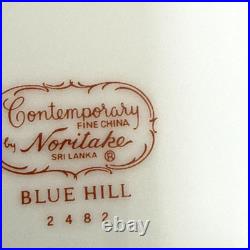 Contemporary
FINE CHINA
by Noritake
SRI LANKA ®
BLUE HILL
2482